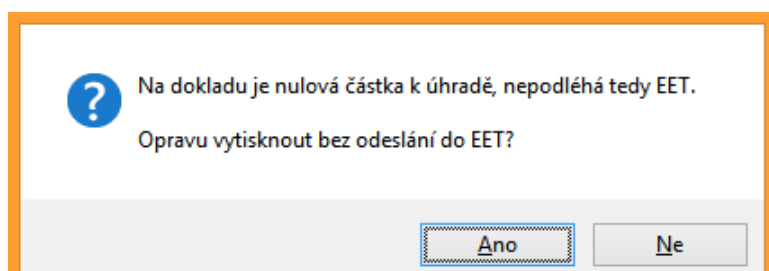 Na dokladu je nulová částka k úhradě, nepodléhá tedy EET.
Opravu vytisknout bez odeslání do EET?
Ano
Ne